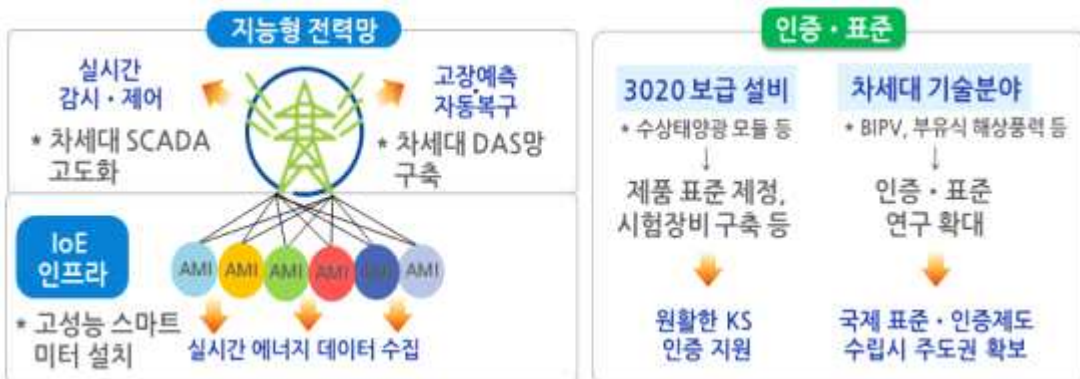 지능형 전력망
실시간
감시・제어
* 차세대 SCADA
고도화
고장예측
자동복구
* 차세대 DAS망
구축
IoE
인프라
* 고성능 스마트
미터 설치
AMI AMI AMI AMI AMI AMI
실시간 에너지 데이터 수집
인증・표준
3020 보급 설비
* 수상태양광 모듈 등
제품 표준 제정,
시험장비 구축 등
원활한 KS
인증 지원
차세대 기술분야
* BIPV, 부유식 해상풍력 등
인증・표준
연구 확대
국제 표준・인증제도
수립시 주도권 확보